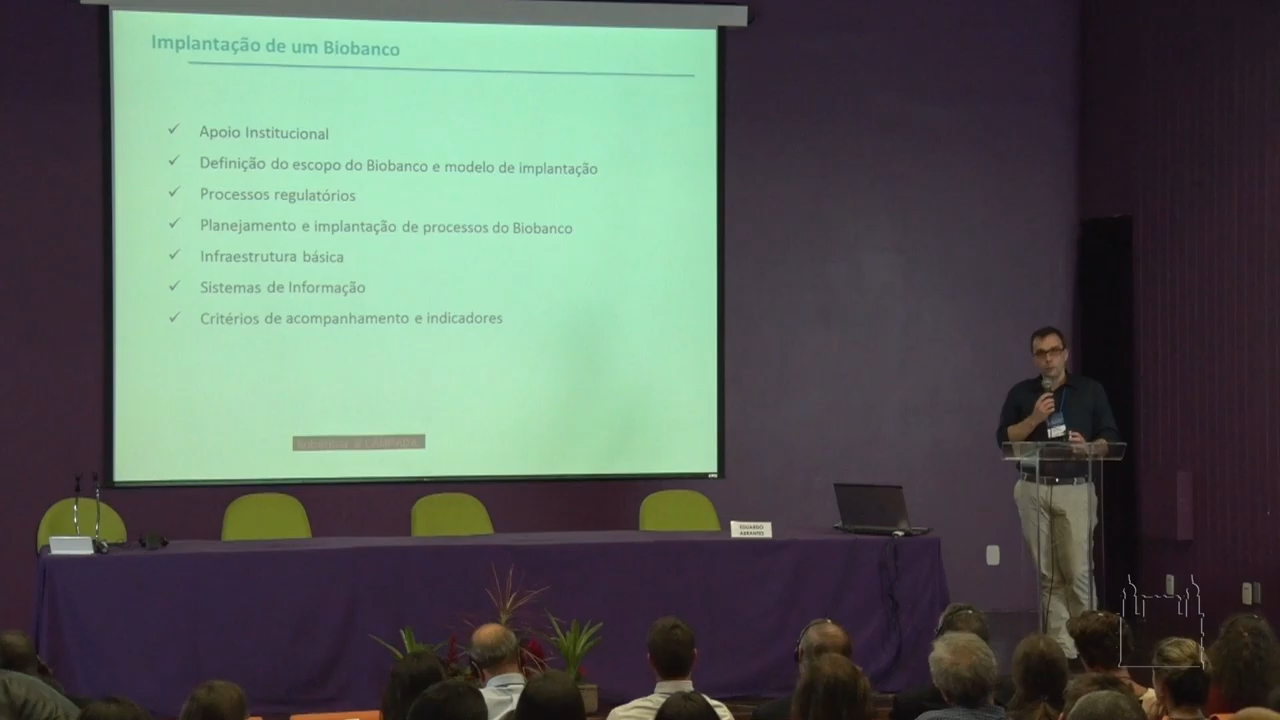 Implantação de um Biobanco
✓ Apoio Institucional
✓ Definição do escopo do Biobanco e modelo de implantação
✓ Processos regulatórios
✓ Planejamento e implantação de processos do Biobanco
✓ Infraestrutura básica
✓ Sistemas de Informação
✓ Critérios de acompanhamento e indicadores
EDUARDO
ABRANTES